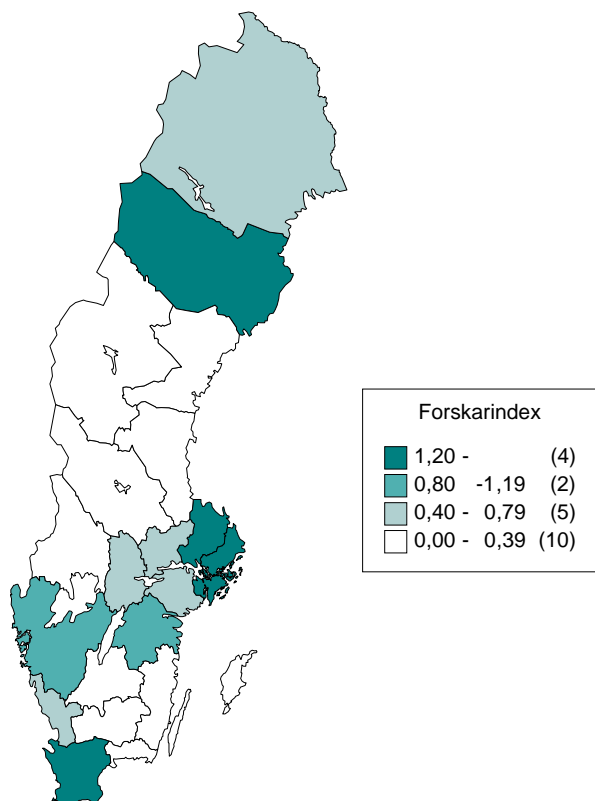 Forskarindex
1,20 - (4)
0,80 -1,19 (2)
0,40 - 0,79 (5)
0,00 - 0,39 (10)